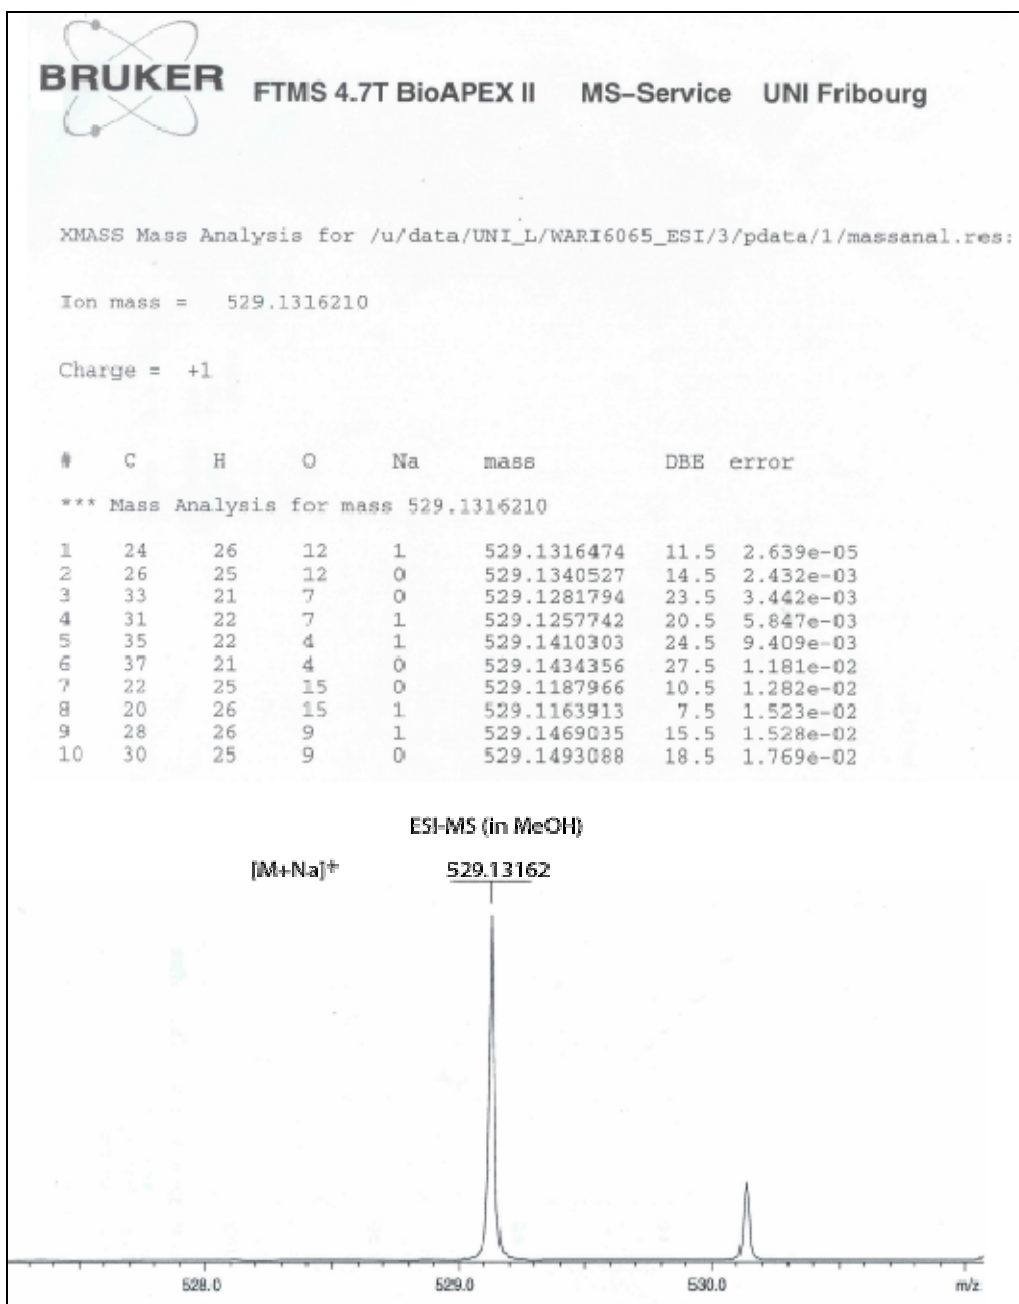 BRUKER
FTMS 4.7T BioAPEX II MS-Service UNI Fribourg
XMASS Mass Analysis for /u/data/UNI_L/WARI6065_ESI/3/pdata/1/massanal.res:
Ion mass = 529.1316210
Charge = +1
# C H O Na mass DBE error
*** Mass Analysis for mass 529.1316210
1 24 26 12 1 529.1316474 11.5 2.639e-05
2 26 25 12 0 529.1340527 14.5 2.432e-03
3 33 21 7 0 529.1281794 23.5 3.442e-03
4 31 22 7 1 529.1257742 20.5 5.847e-03
5 35 22 4 1 529.1410303 24.5 9.409e-03
6 37 21 4 0 529.1434356 27.5 1.181e-02
7 22 25 15 0 529.1187966 10.5 1.282e-02
8 20 26 15 1 529.1163913 7.5 1.523e-02
9 28 26 9 1 529.1469035 15.5 1.528e-02
10 30 25 9 0 529.1493088 18.5 1.769e-02
ESI-MS (in MeOH)
[M+Na]+ 529.13162
528.0 529.0 530.0 m/z